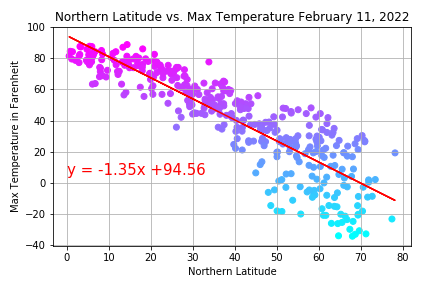 Northern Latitude vs. Max Temperature February 11, 2022
Max Temperature in Farenheit
100
80
60
40
20
0
−20
−40
y = -1.35x +94.56
0 10 20 30 40 50 60 70 80
Northern Latitude